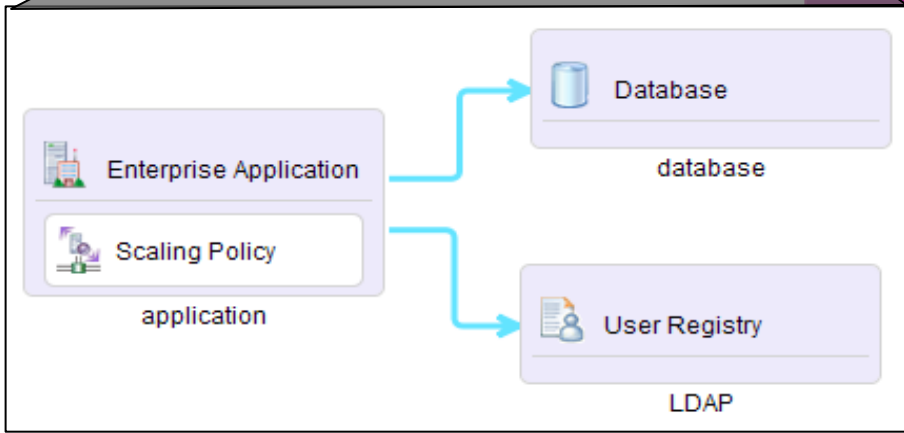 Enterprise Application
Scaling Policy
application
Database
database
User Registry
LDAP